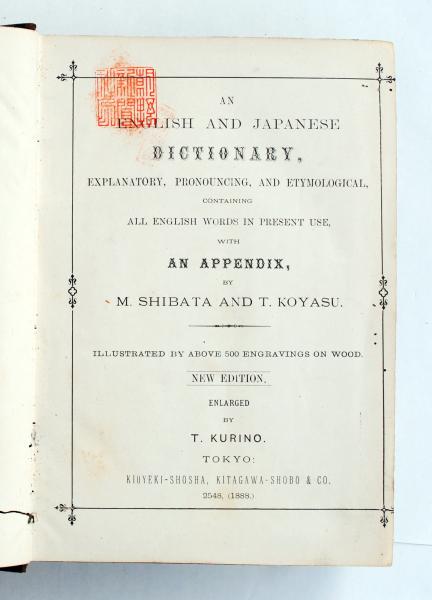 AN
ENGLISH AND JAPANESE
DICTIONARY,
EXPLANATORY, PRONOUNCING, AND ETYMOLOGICAL,
CONTAINING
ALL ENGLISH WORDS IN PRESENT USE,
WITH
AN APPENDIX,
BY
M. SHIBATA AND T. KOYASU.
ILLUSTRATED BY ABOVE 500 ENGRAVINGS ON WOOD.
NEW EDITION,
ENLARGED
BY
T. KURINO.
TOKYO:
KIUYEKI-SHOSHA, KITAGAWA-SHOBO & CO.
2548, (1888.)